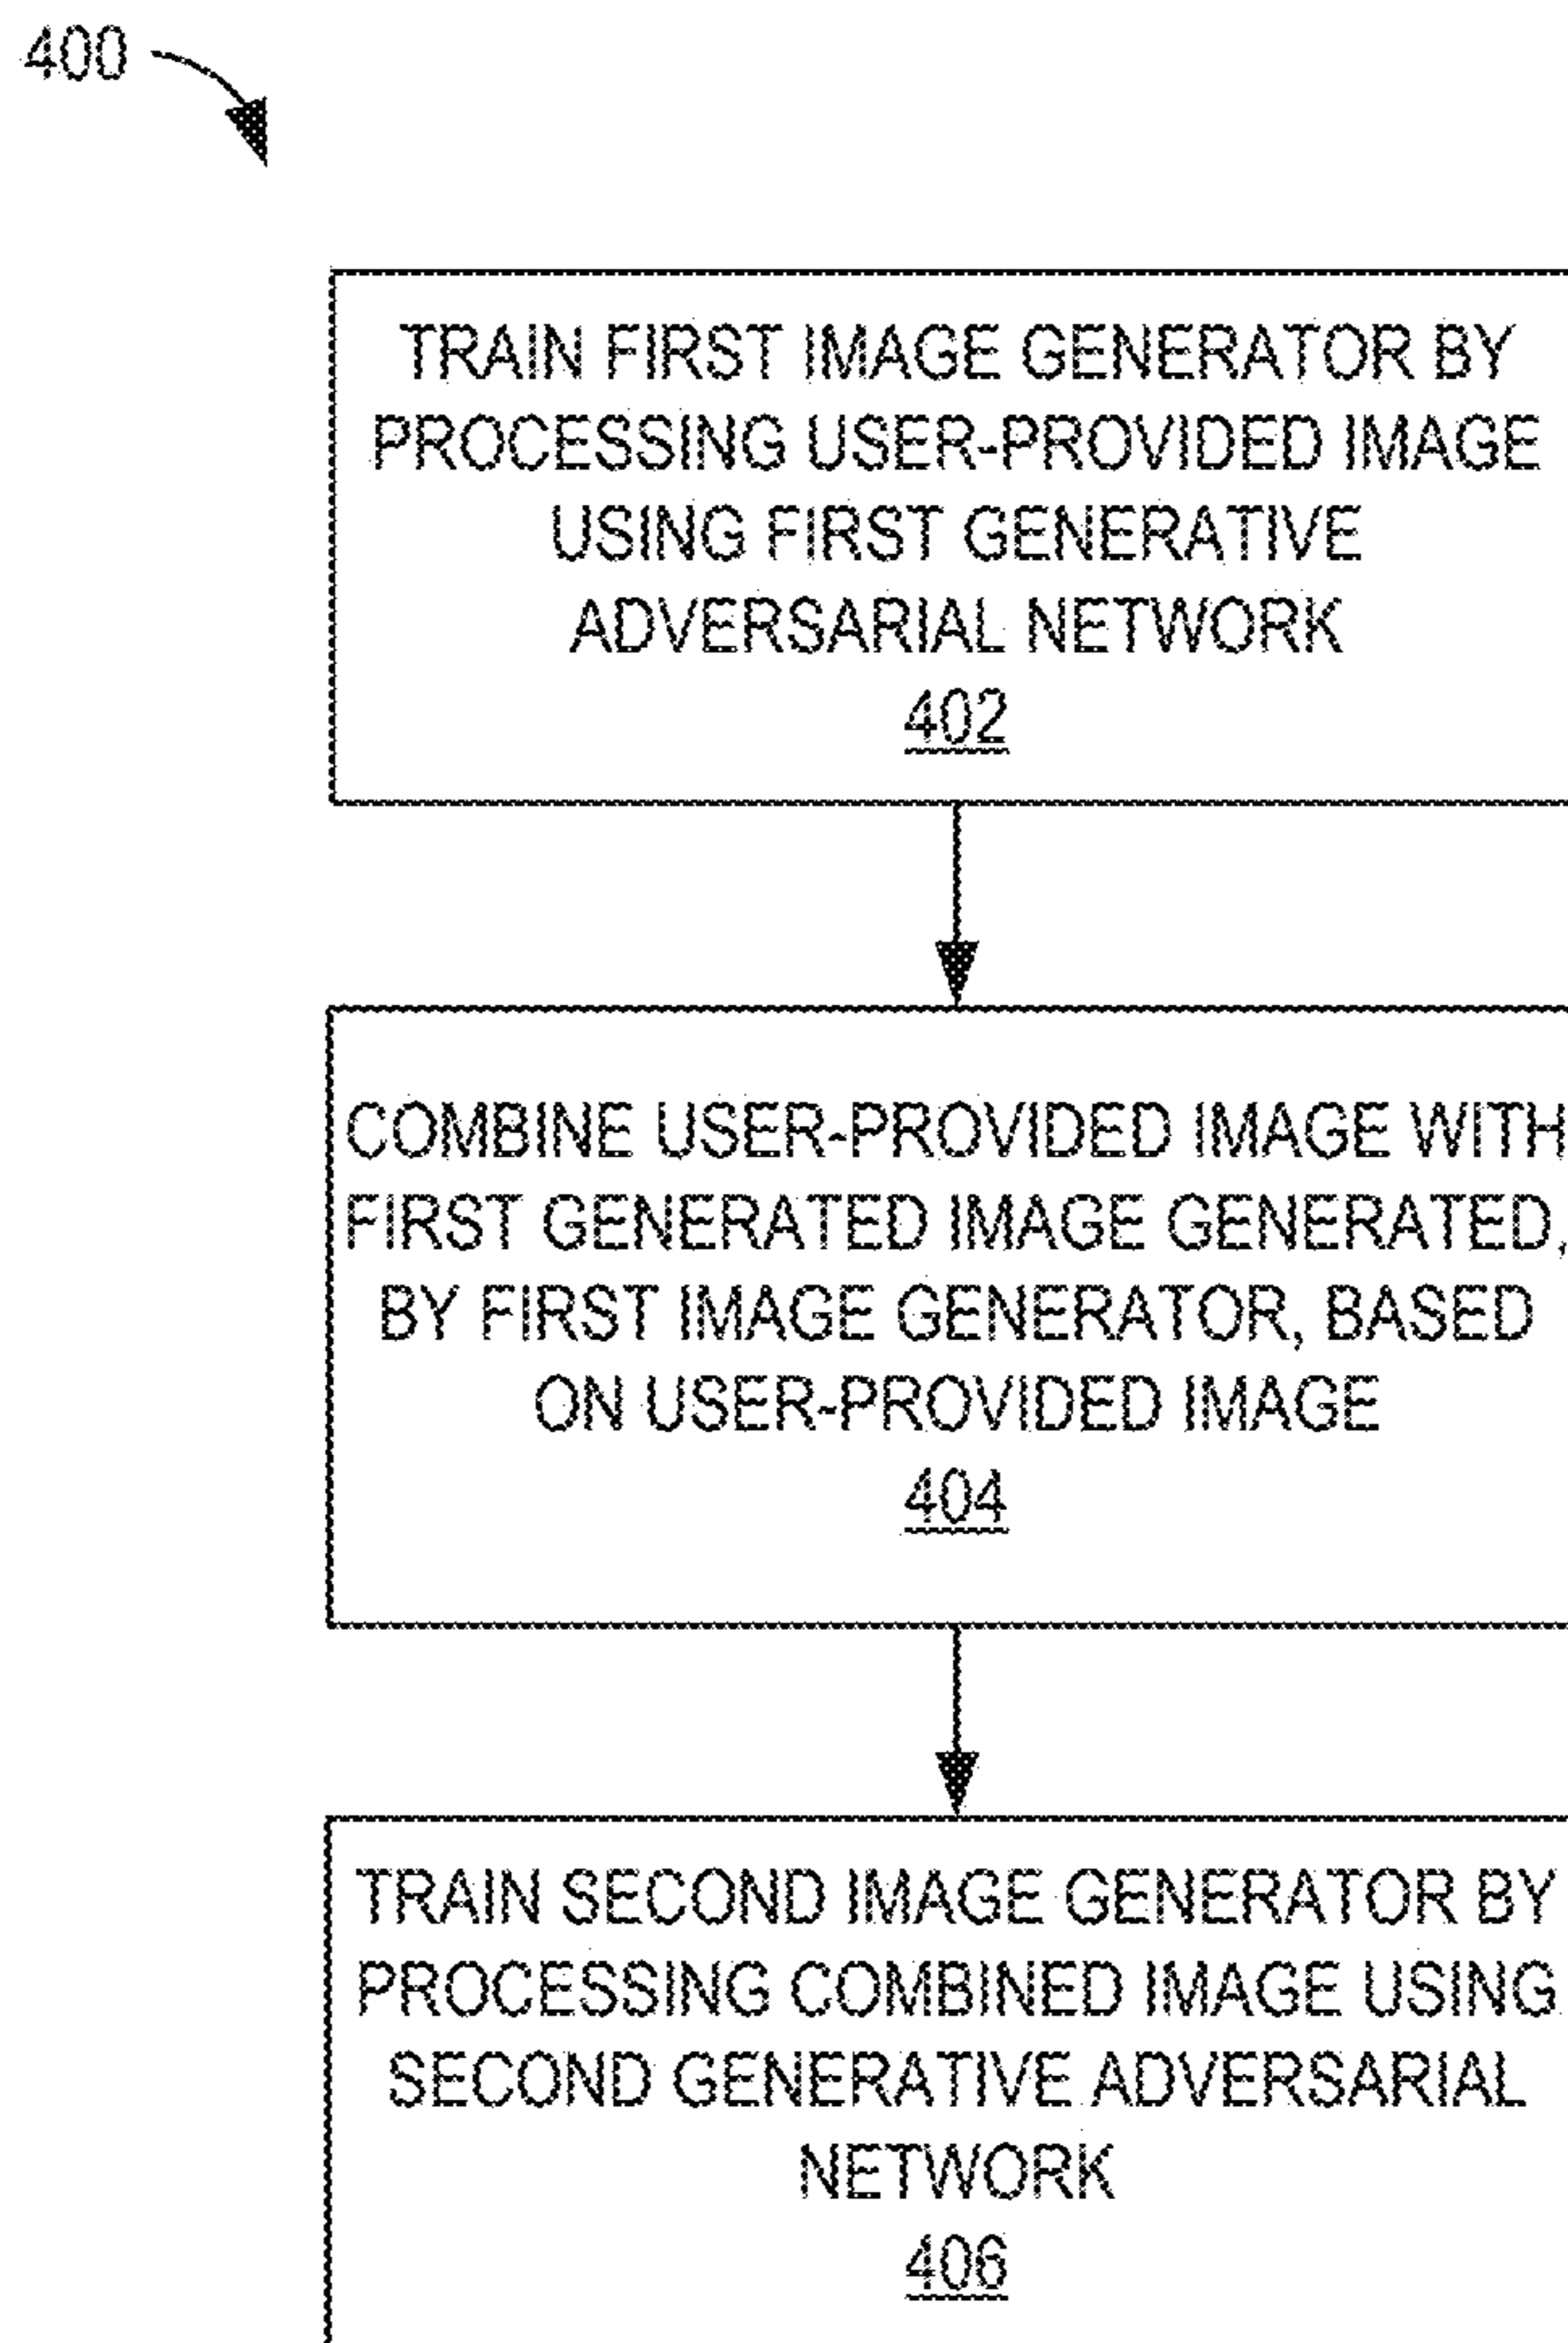 400
TRAIN FIRST IMAGE GENERATOR BY
PROCESSING USER-PROVIDED IMAGE
USING FIRST GENERATIVE
ADVERSARIAL NETWORK
402
COMBINE USER-PROVIDED IMAGE WITH
FIRST GENERATED IMAGE GENERATED,
BY FIRST IMAGE GENERATOR, BASED
ON USER-PROVIDED IMAGE
404
TRAIN SECOND IMAGE GENERATOR BY
PROCESSING COMBINED IMAGE USING
SECOND GENERATIVE ADVERSARIAL
NETWORK
406